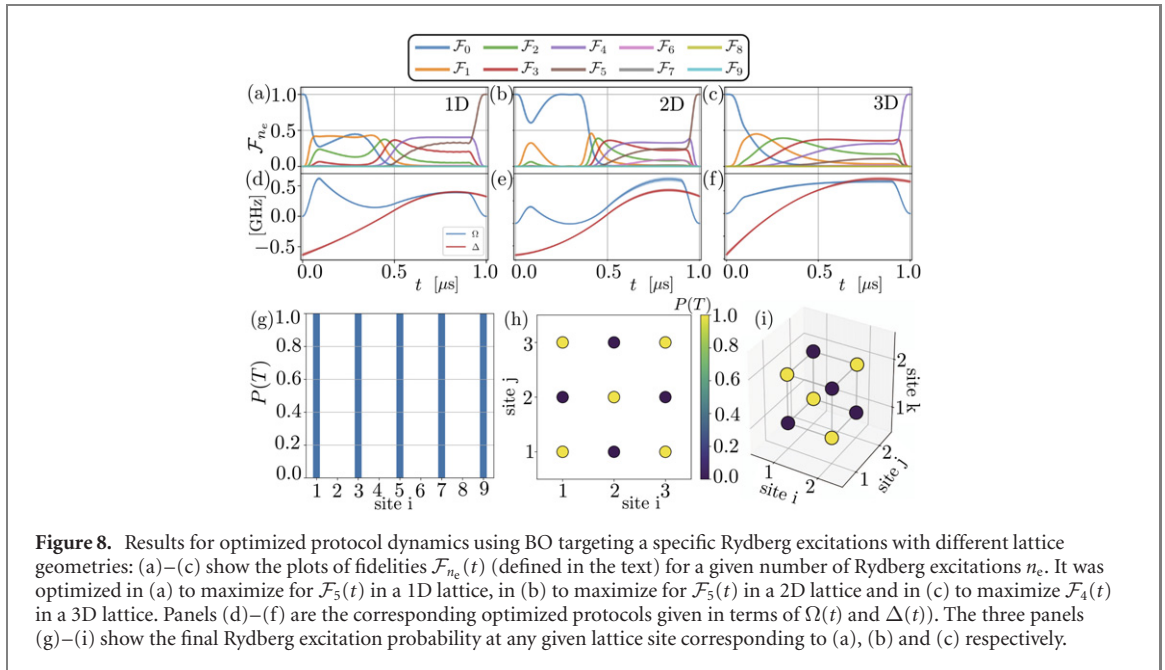 F₀ F₂ F₄ F₆ F₈
F₁ F₃ F₅ F₇ F₉
(a) 1.0 1D (b) 2D (c) 3D
F_{n_e} 0.5
0.0
(d) (e) (f)
0.5
[GHz] 0.0
−0.5
Ω
Δ
0.0 0.5 1.0 0.0 0.5 1.0 0.0 0.5 1.0
t [μs] t [μs] t [μs]
(g) 1.0 (h) P(T) 1.0 (i)
0.8 3 0.8
P(T) 0.6 site j 2 0.6 2 site k
0.4 0.4 1
0.2 1 0.2 2
0.0 0.0 1 site j
1 2 3 4 5 6 7 8 9 1 2 3 1 2
site i site i site i
Figure 8. Results for optimized protocol dynamics using BO targeting a specific Rydberg excitations with different lattice
geometries: (a)–(c) show the plots of fidelities F_{n_e}(t) (defined in the text) for a given number of Rydberg excitations n_e. It was
optimized in (a) to maximize for F₅(t) in a 1D lattice, in (b) to maximize for F₅(t) in a 2D lattice and in (c) to maximize F₄(t)
in a 3D lattice. Panels (d)–(f) are the corresponding optimized protocols given in terms of Ω(t) and Δ(t)). The three panels
(g)–(i) show the final Rydberg excitation probability at any given lattice site corresponding to (a), (b) and (c) respectively.